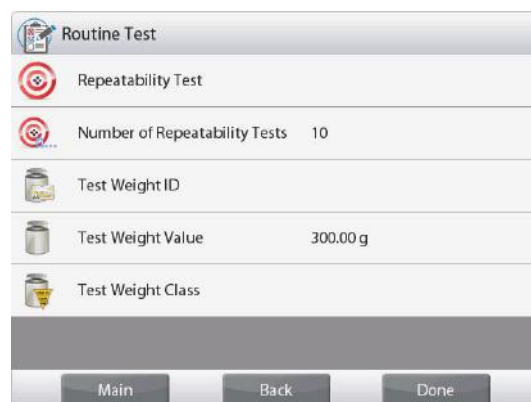 Routine Test
Repeatability Test
Number of Repeatability Tests 10
Test Weight ID
Test Weight Value 300.00 g
Test Weight Class
Main Back Done